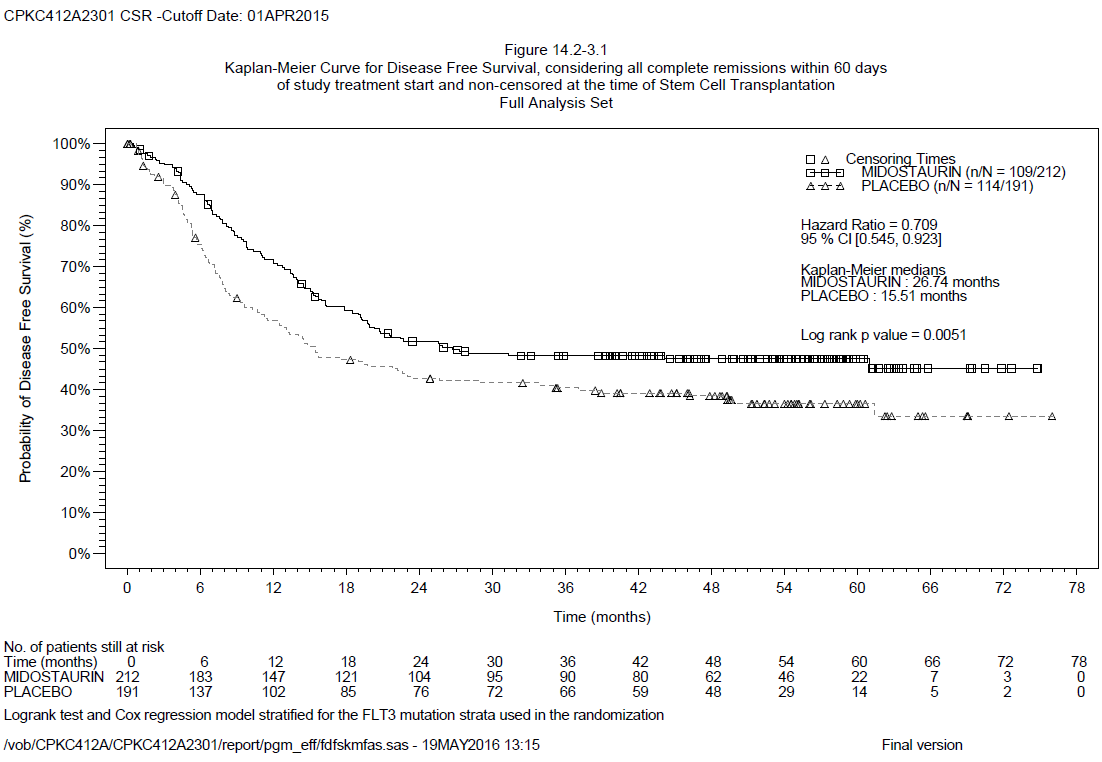 CPKC412A2301 CSR -Cutoff Date: 01APR2015
Figure 14.2-3.1
Kaplan-Meier Curve for Disease Free Survival, considering all complete remissions within 60 days
of study treatment start and non-censored at the time of Stem Cell Transplantation
Full Analysis Set
Probability of Disease Free Survival (%)
100%
90%
80%
70%
60%
50%
40%
30%
20%
10%
0%
Censoring Times
MIDOSTAURIN (n/N = 109/212)
PLACEBO (n/N = 114/191)
Hazard Ratio = 0.709
95 % CI [0.545, 0.923]
Kaplan-Meier medians
MIDOSTAURIN : 26.74 months
PLACEBO : 15.51 months
Log rank p value = 0.0051
0 6 12 18 24 30 36 42 48 54 60 66 72 78
Time (months)
No. of patients still at risk
Time (months) 0 6 12 18 24 30 36 42 48 54 60 66 72 78
MIDOSTAURIN 212 183 147 121 104 95 90 80 62 46 22 7 3 0
PLACEBO 191 137 102 85 76 72 66 59 48 29 14 5 2 0
Logrank test and Cox regression model stratified for the FLT3 mutation strata used in the randomization
/vob/CPKC412A/CPKC412A2301/report/pgm_eff/fdfskmfas.sas - 19MAY2016 13:15 Final version